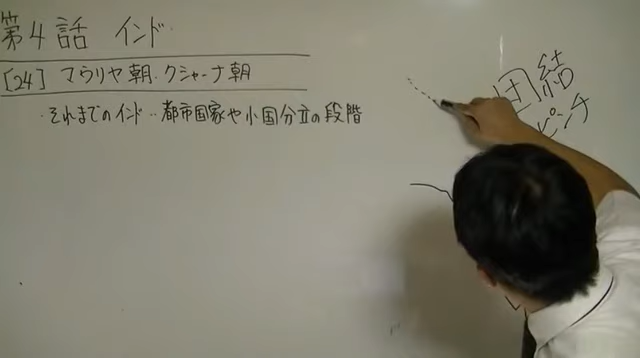 第4話 インド
[24] マウリヤ朝・クシャーナ朝
・それまでのインド‥都市国家や小国分立の段階
団結
ピンチ